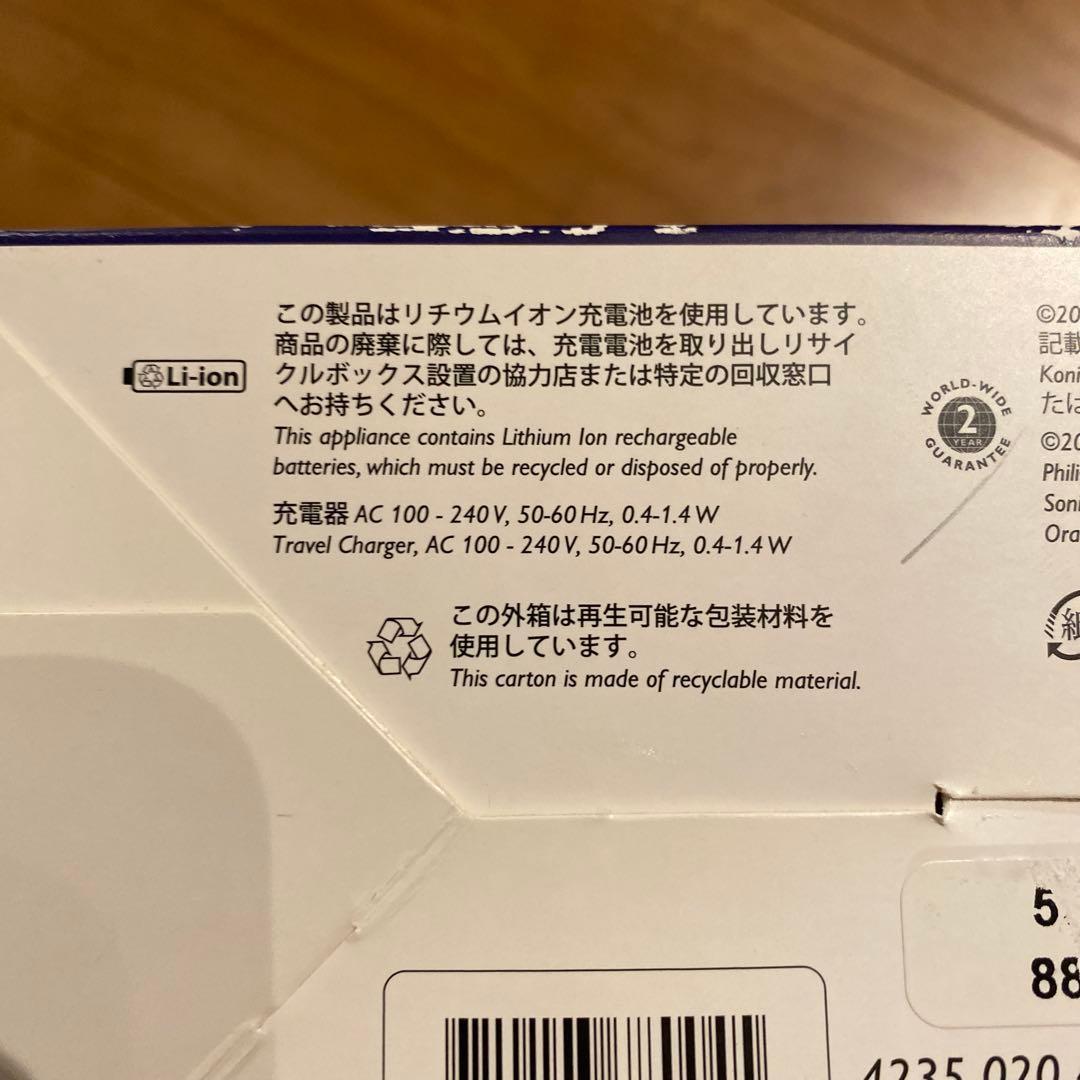 この製品はリチウムイオン充電池を使用しています。
商品の廃棄に際しては、充電電池を取り出しリサイ
クルボックス設置の協力店または特定の回収窓口
へお持ちください。
Li-ion
This appliance contains Lithium Ion rechargeable
batteries, which must be recycled or disposed of properly.
充電器 AC 100 - 240 V, 50-60 Hz, 0.4-1.4 W
Travel Charger, AC 100 - 240 V, 50-60 Hz, 0.4-1.4 W
この外箱は再生可能な包装材料を
使用しています。
This carton is made of recyclable material.
WORLD-WIDE
2
YEAR
GUARANTEE
©20
記載
Koni
たは
©20
Phili
Soni
Ora
紙
5
88
4235 020